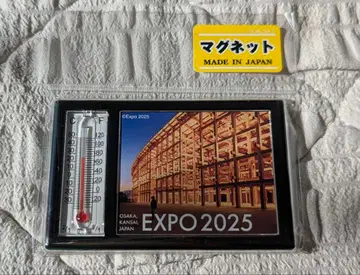 マグネット
MADE IN JAPAN
C F
©Expo 2025
OSAKA,
KANSAI,
JAPAN
EXPO 2025